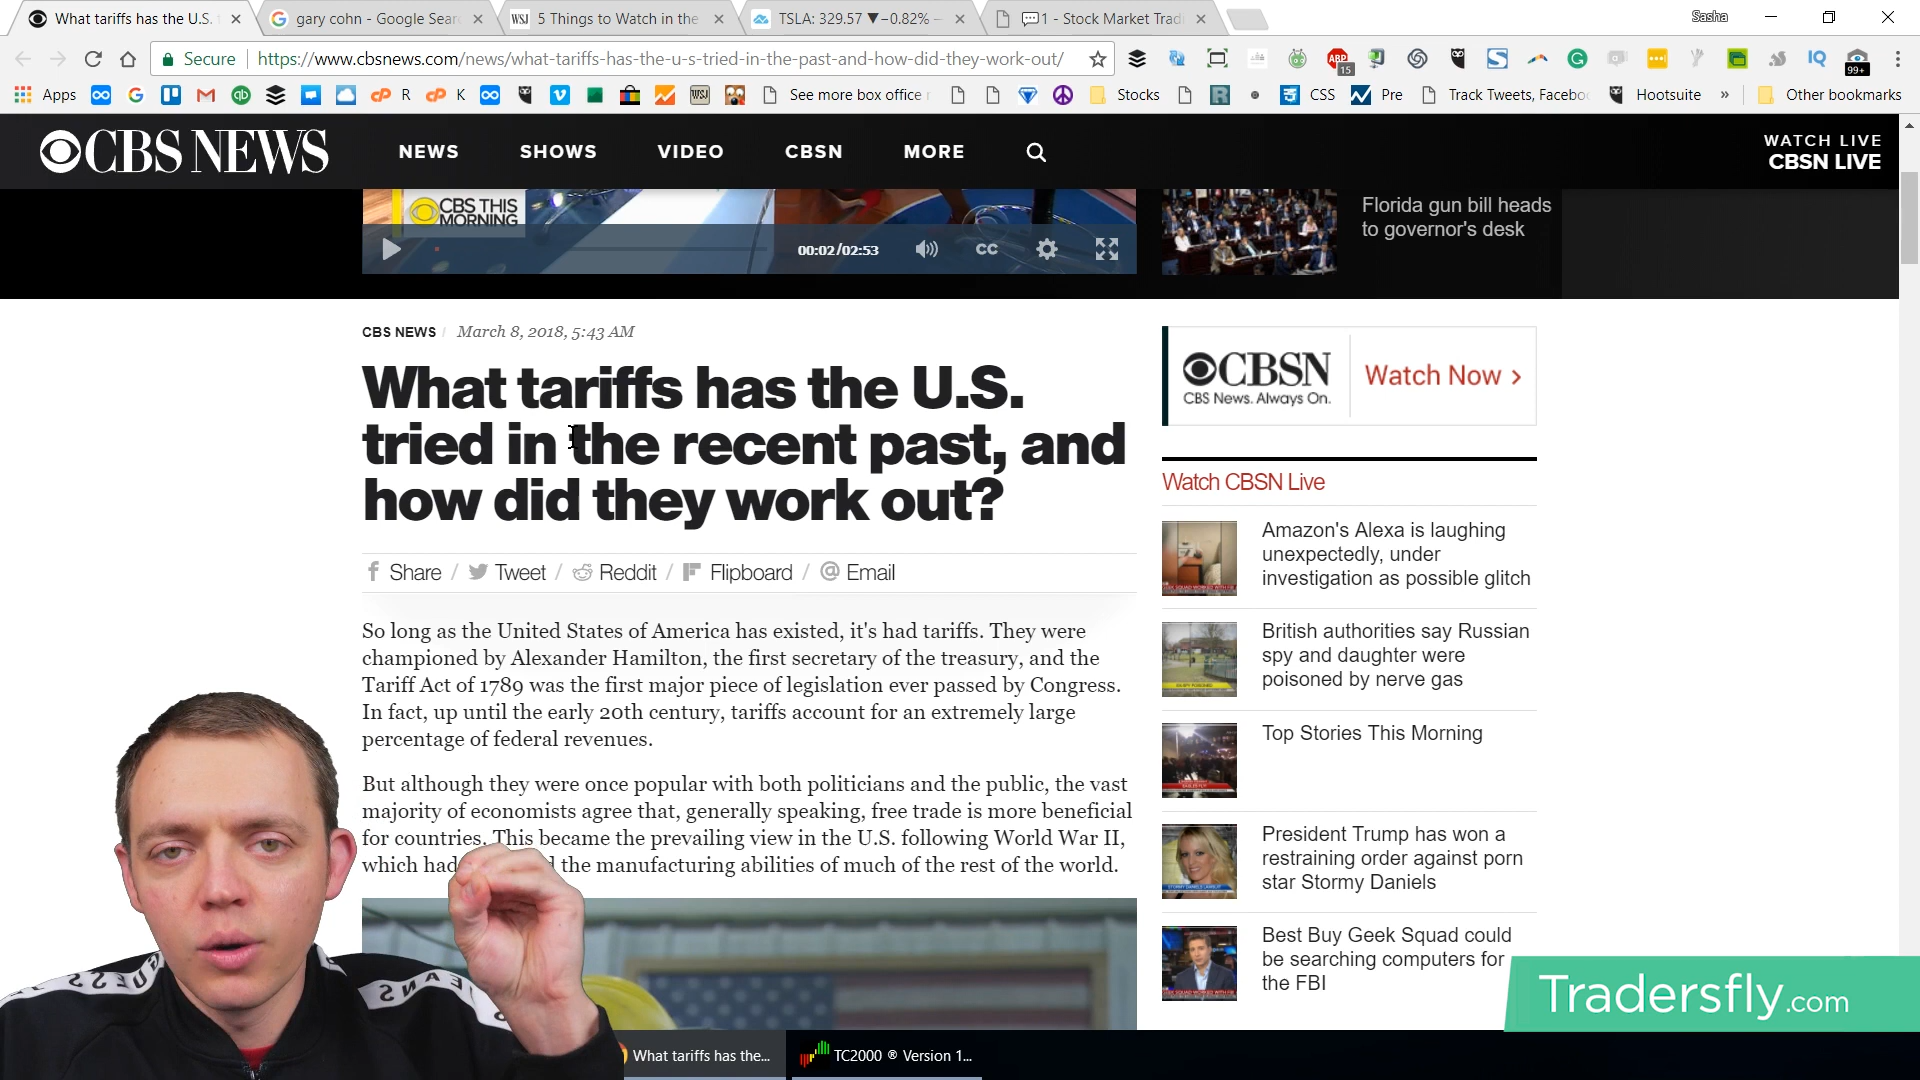 What tariffs has the U.S.
gary cohn - Google Sear
WSJ 5 Things to Watch in the
TSLA: 329.57 ▼−0.82% -
1 - Stock Market Tradi
Sasha
Secure
https://www.cbsnews.com/news/what-tariffs-has-the-u-s-tried-in-the-past-and-how-did-they-work-out/
ABP
15
IQ
99+
Apps
R
K
WSJ
See more box office
Stocks
CSS
Pre
Track Tweets, Facebo
Hootsuite
»
Other bookmarks
CBS NEWS
NEWS
SHOWS
VIDEO
CBSN
MORE
WATCH LIVE
CBSN LIVE
CBS THIS
MORNING
00:02/02:53
CC
Florida gun bill heads
to governor's desk
CBS NEWS / March 8, 2018, 5:43 AM
What tariffs has the U.S.
tried in the recent past, and
how did they work out?
Share / Tweet / Reddit / Flipboard / Email
So long as the United States of America has existed, it's had tariffs. They were
championed by Alexander Hamilton, the first secretary of the treasury, and the
Tariff Act of 1789 was the first major piece of legislation ever passed by Congress.
In fact, up until the early 20th century, tariffs account for an extremely large
percentage of federal revenues.
But although they were once popular with both politicians and the public, the vast
majority of economists agree that, generally speaking, free trade is more beneficial
for countries. This became the prevailing view in the U.S. following World War II,
which had the manufacturing abilities of much of the rest of the world.
CBSN
CBS News. Always On.
Watch Now >
Watch CBSN Live
Amazon's Alexa is laughing
unexpectedly, under
investigation as possible glitch
British authorities say Russian
spy and daughter were
poisoned by nerve gas
Top Stories This Morning
President Trump has won a
restraining order against porn
star Stormy Daniels
Best Buy Geek Squad could
be searching computers for
the FBI
Tradersfly.com
What tariffs has the...
TC2000 ® Version 1...